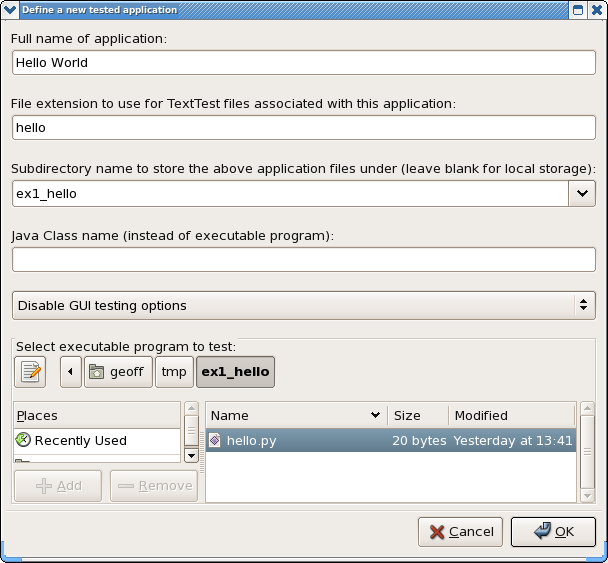 Define a new tested application
Full name of application:
Hello World
File extension to use for TextTest files associated with this application:
hello
Subdirectory name to store the above application files under (leave blank for local storage):
ex1_hello
Java Class name (instead of executable program):
Disable GUI testing options
Select executable program to test:
geoff tmp ex1_hello
Places Name Size Modified
Recently Used hello.py 20 bytes Yesterday at 13:41
Add Remove
Cancel OK